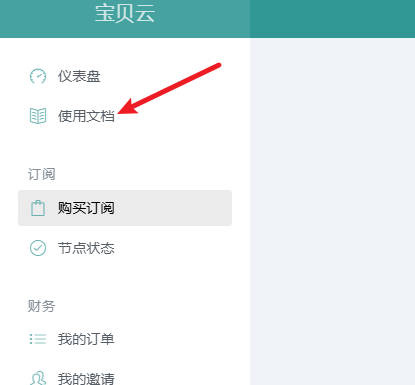 宝贝云
仪表盘
使用文档
订阅
购买订阅
节点状态
财务
我的订单
我的邀请